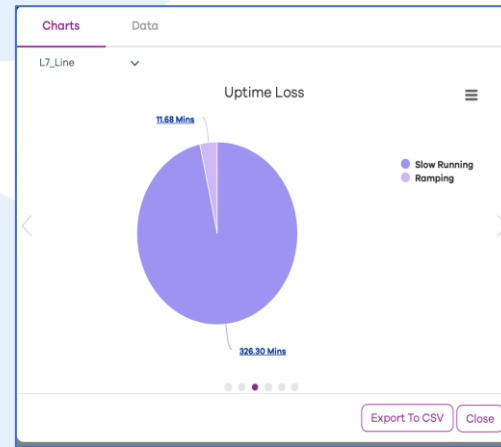 Charts Data
L7_Line
Uptime Loss
11.68 Mins
Slow Running
Ramping
326.30 Mins
Export To CSV Close